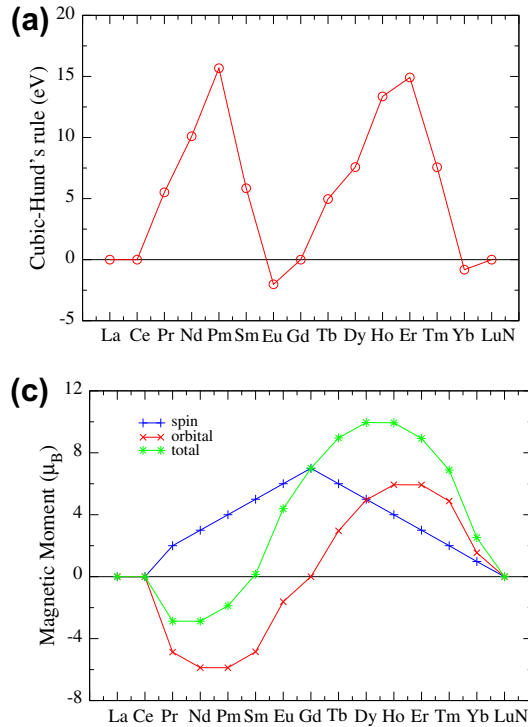 (a)
Cubic-Hund's rule (eV)
20
15
10
5
0
-5
La Ce Pr Nd Pm Sm Eu Gd Tb Dy Ho Er Tm Yb LuN
(c)
Magnetic Moment (μB)
12
8
4
0
-4
-8
spin
orbital
total
La Ce Pr Nd Pm Sm Eu Gd Tb Dy Ho Er Tm Yb LuN